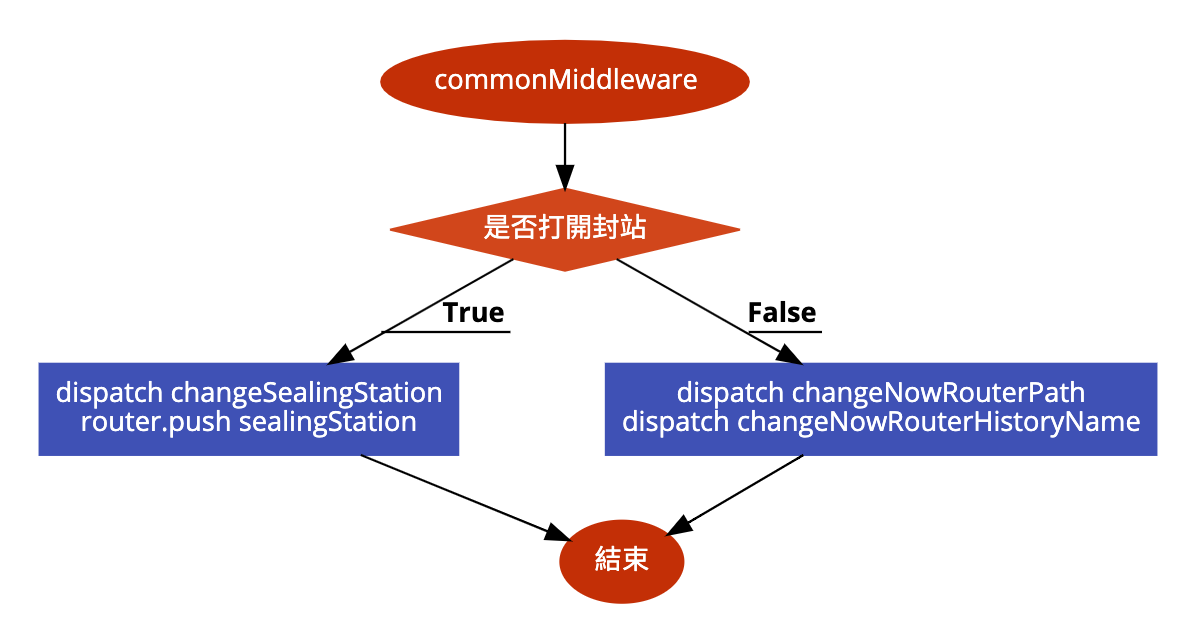 commonMiddleware
是否打開封站
True
False
dispatch changeSealingStation
router.push sealingStation
dispatch changeNowRouterPath
dispatch changeNowRouterHistoryName
結束